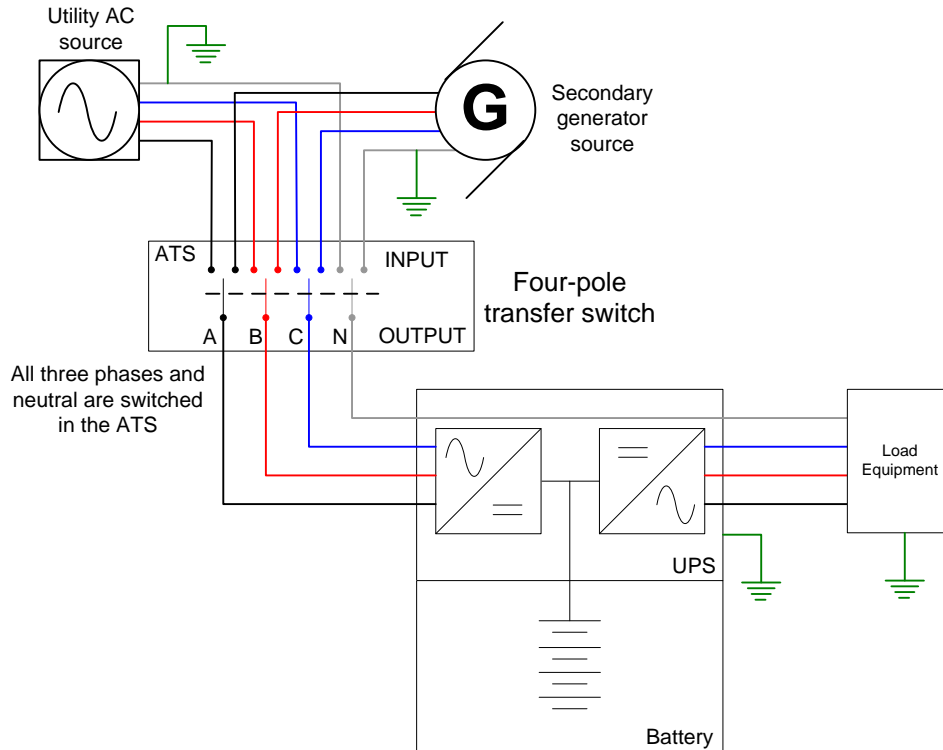 Utility AC
source
G
Secondary
generator
source
ATS
INPUT
Four-pole
transfer switch
A
B
C
N
OUTPUT
All three phases and
neutral are switched
in the ATS
Load
Equipment
UPS
Battery